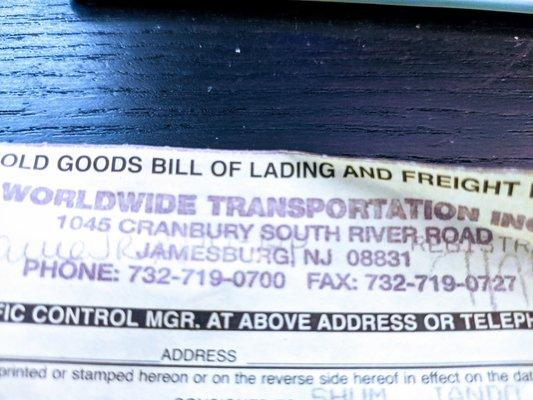 OLD GOODS BILL OF LADING AND FREIGHT
WORLDWIDE TRANSPORTATION INC
1045 CRANBURY SOUTH RIVER ROAD
JAMESBURG NJ 08831
PHONE: 732-719-0700 FAX: 732-719-0727
FIC CONTROL MGR. AT ABOVE ADDRESS OR TELEPH
ADDRESS
printed or stamped hereon or on the reverse side hereof in effect on the dat
SHUM